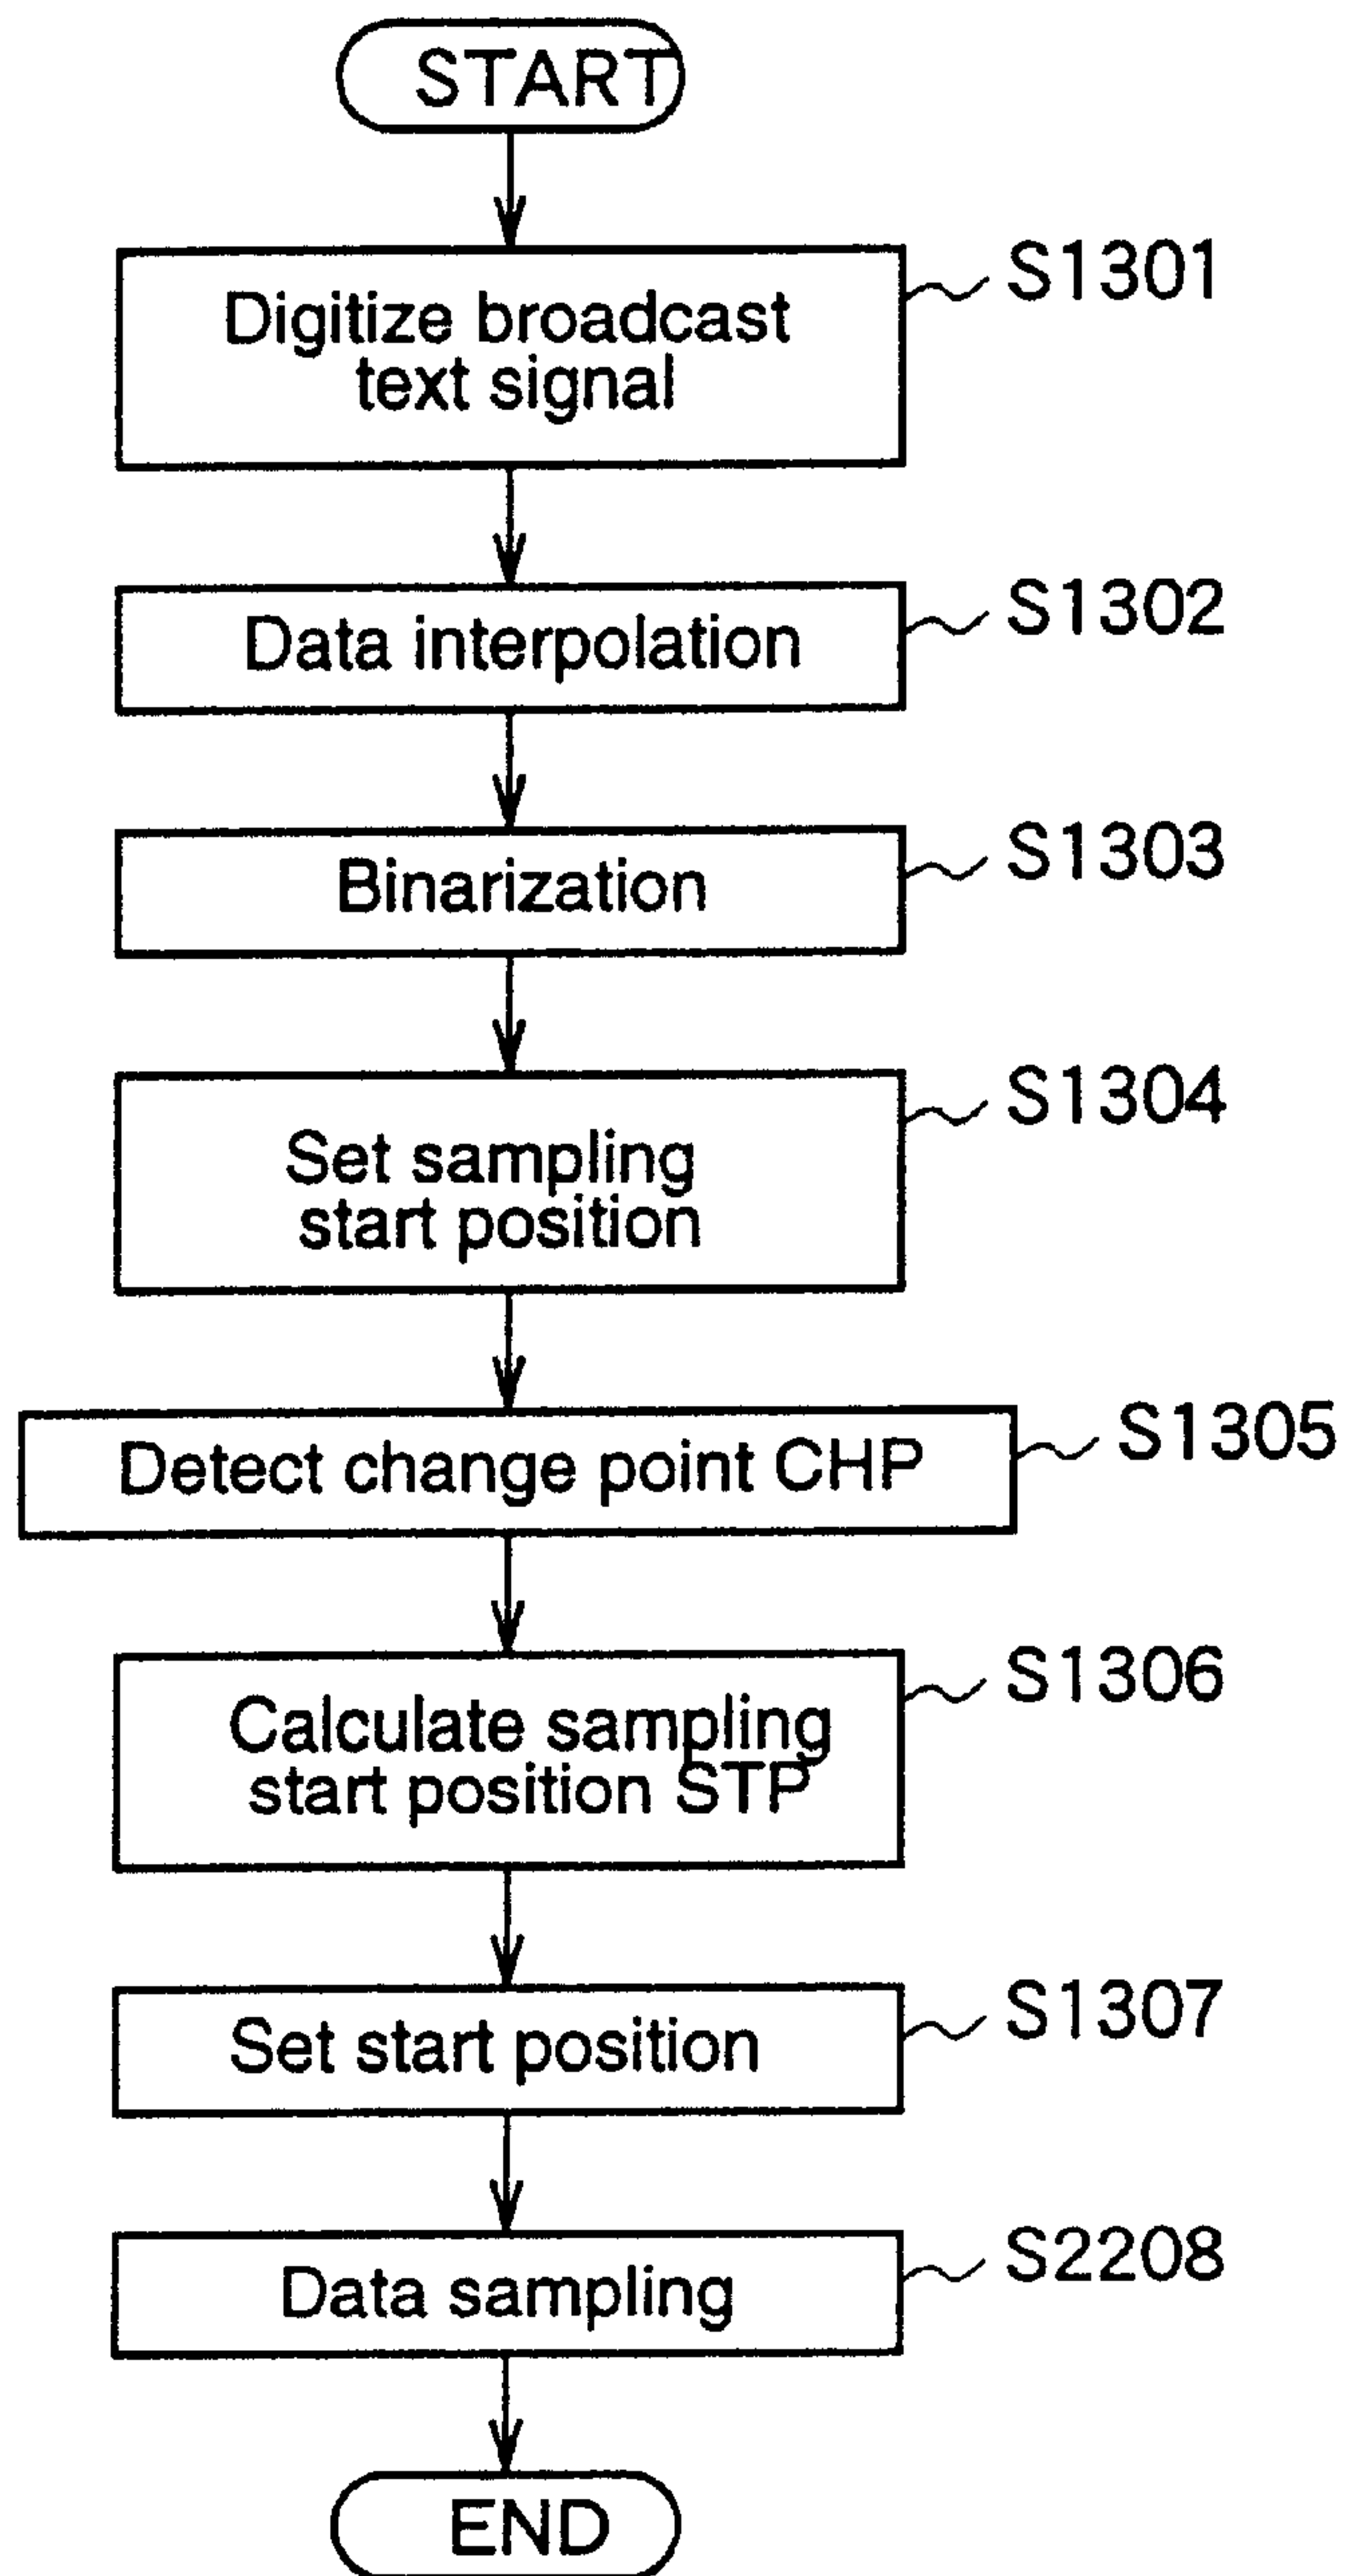 START
Digitize broadcast
text signal
S1301
Data interpolation
S1302
Binarization
S1303
Set sampling
start position
S1304
Detect change point CHP
S1305
Calculate sampling
start position STP
S1306
Set start position
S1307
Data sampling
S2208
END